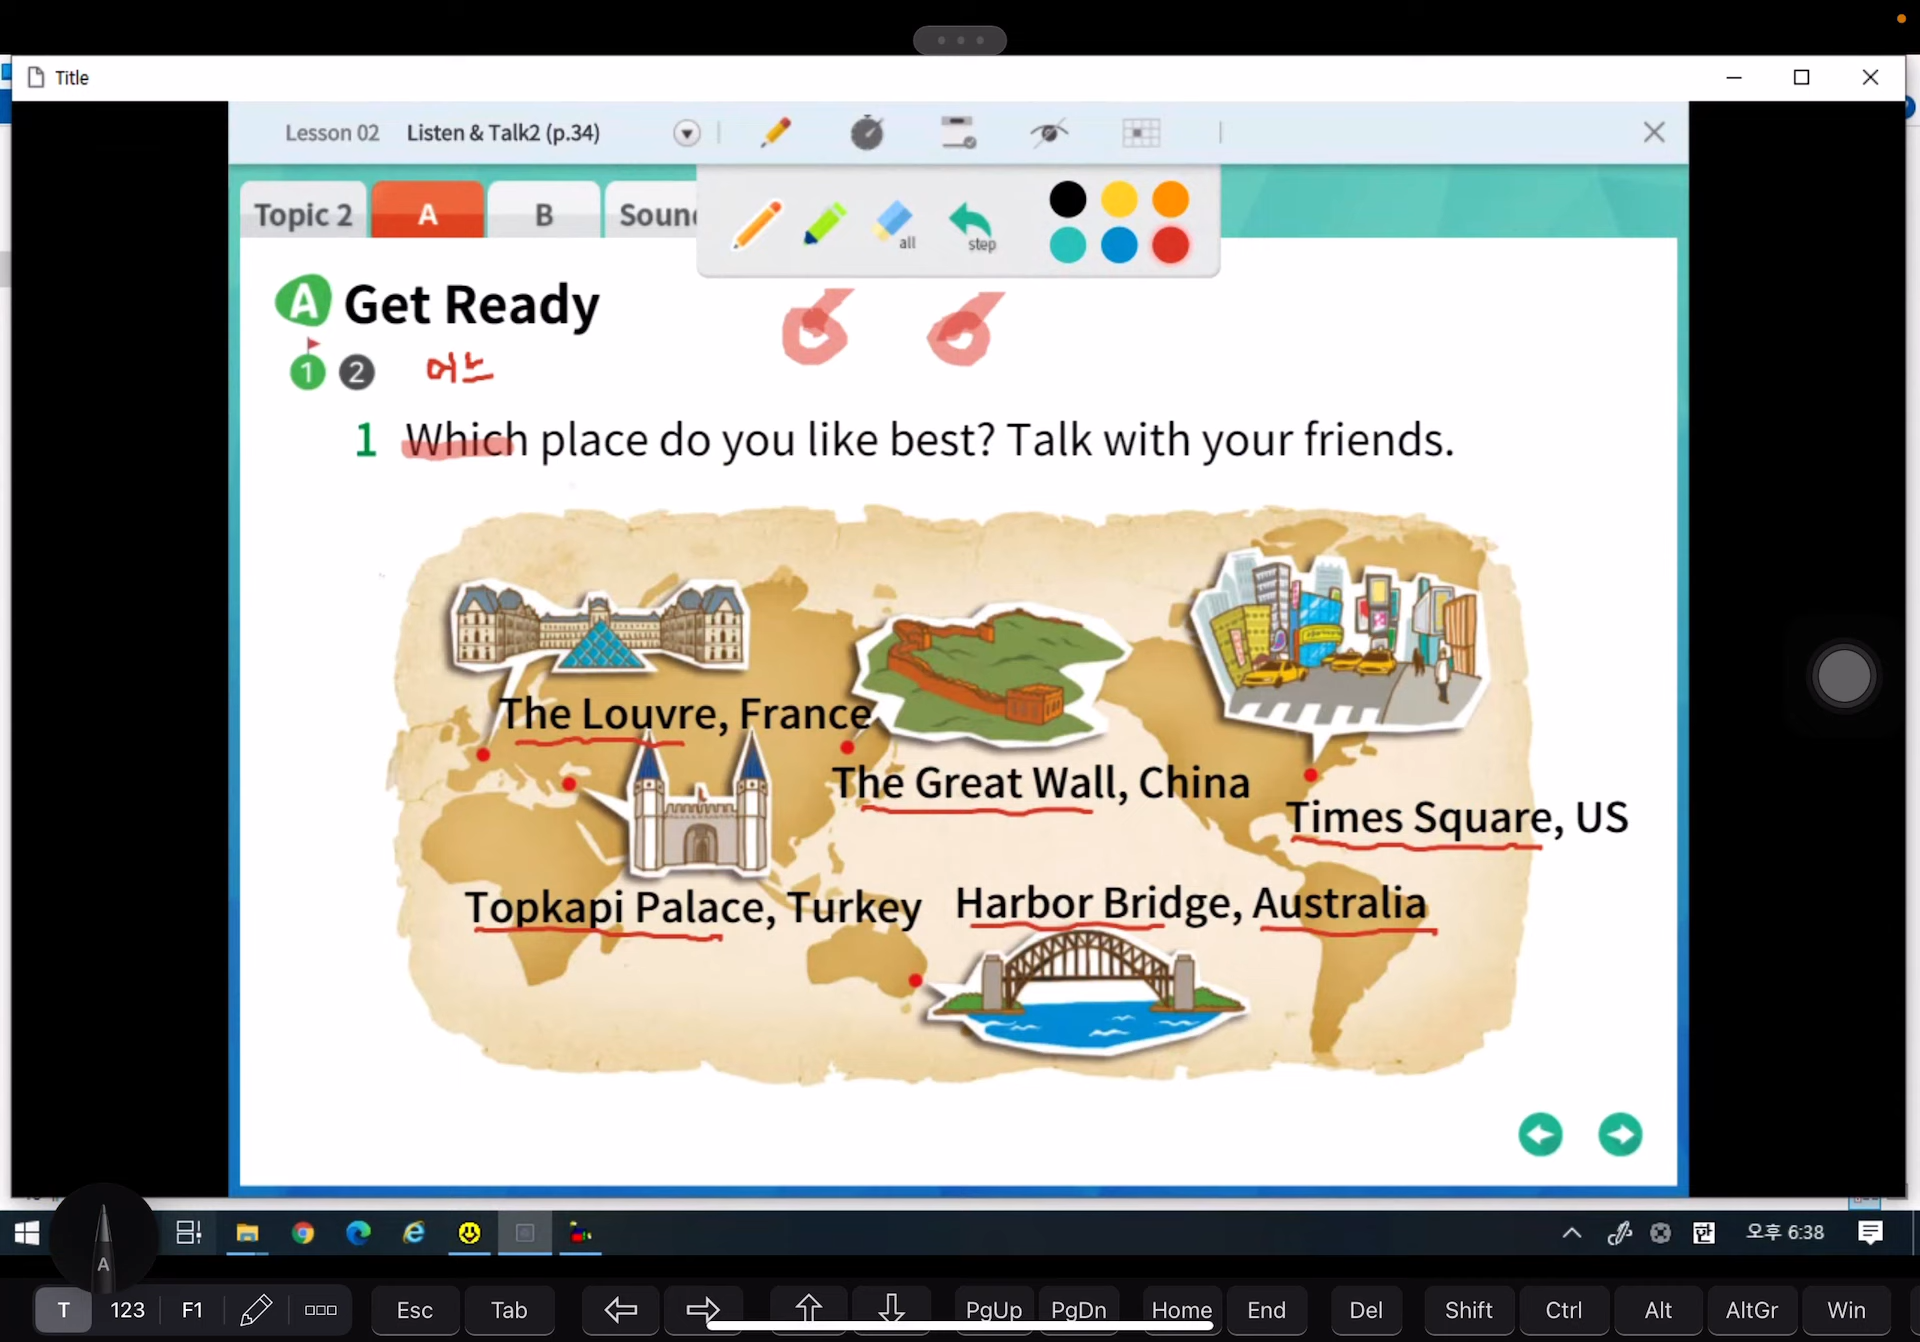 Title
Lesson 02 Listen & Talk2 (p.34)
Topic 2 A B Soun
all step
A Get Ready
1 2 어느
1 Which place do you like best? Talk with your friends.
The Louvre, France
The Great Wall, China
Times Square, US
Topkapi Palace, Turkey
Harbor Bridge, Australia
한 오후 6:38
A
T 123 F1 Esc Tab PgUp PgDn Home End Del Shift Ctrl Alt AltGr Win